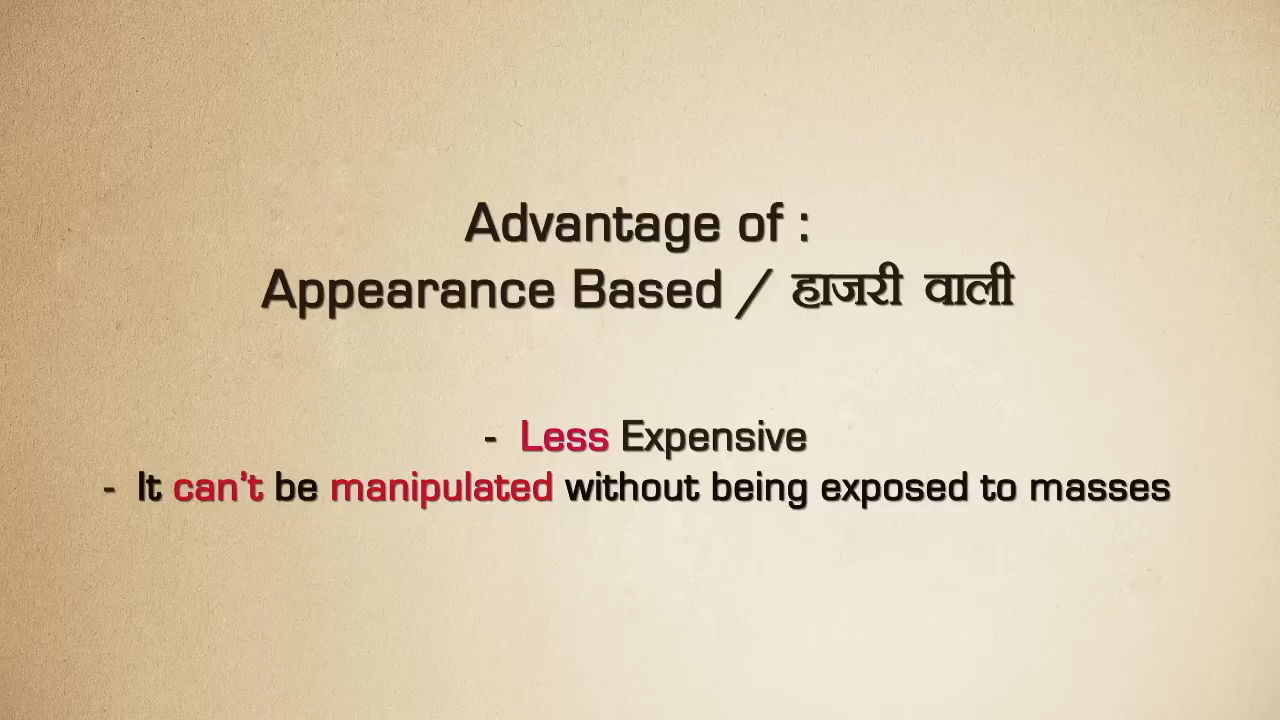 Advantage of :
Appearance Based / हाजरी वाली
- Less Expensive
- It can't be manipulated without being exposed to masses